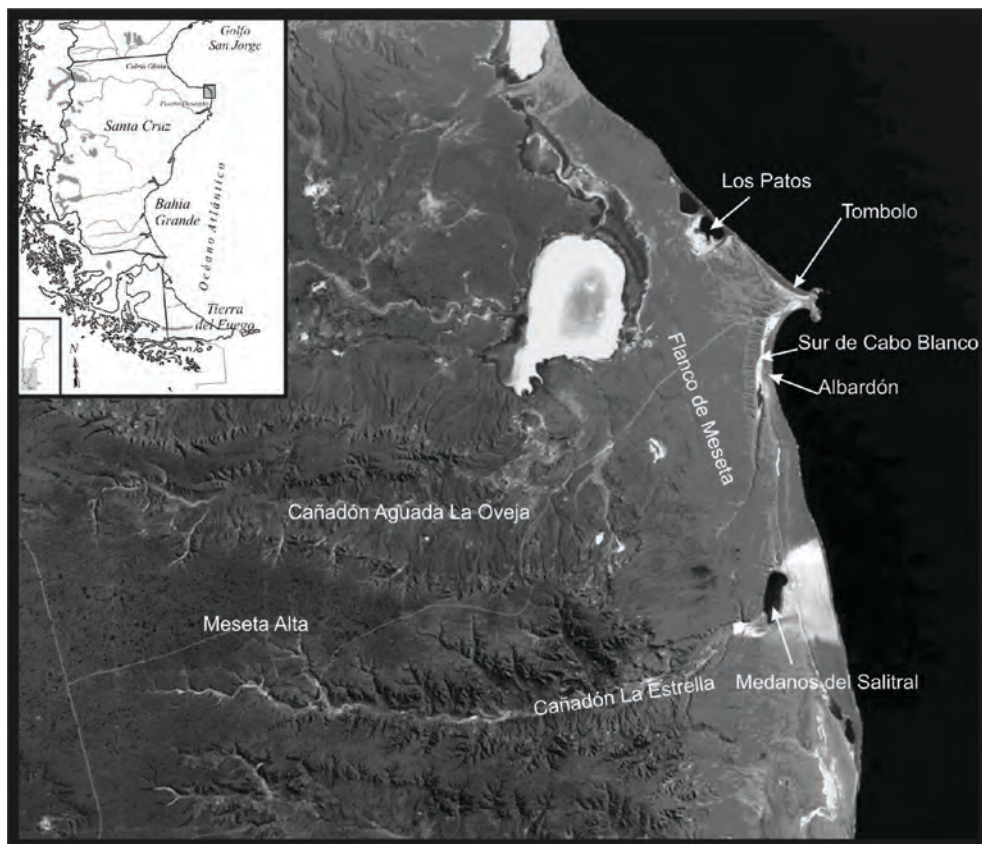 Golfo
San Jorge
Santa Cruz
Bahia
Grande
Océano Atlántico
Tierra
del Fuego
N
Los Patos
Tombolo
Sur de Cabo Blanco
Albardón
Flanco de Meseta
Cañadón Aguada La Oveja
Meseta Alta
Cañadón La Estrella
Medanos del Salitral